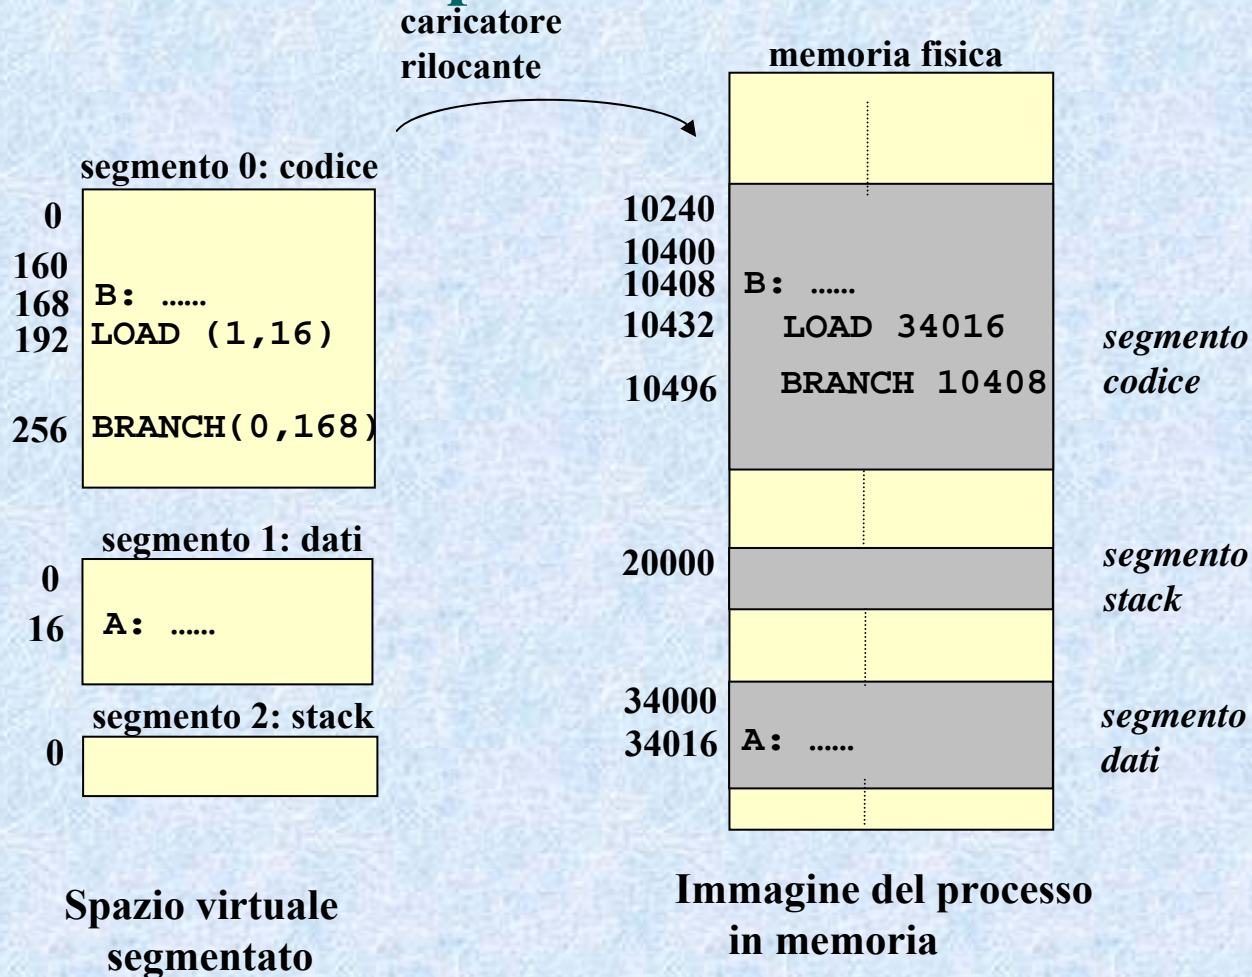 caricatore
rilocante
memoria fisica
segmento 0: codice
0
160
168 B: ......
192 LOAD (1,16)
256 BRANCH(0,168)
segmento 1: dati
0
16 A: ......
segmento 2: stack
0
Spazio virtuale
segmentato
10240
10400
10408 B: ......
10432 LOAD 34016
10496 BRANCH 10408
segmento
codice
20000
segmento
stack
34000
34016 A: ......
segmento
dati
Immagine del processo
in memoria